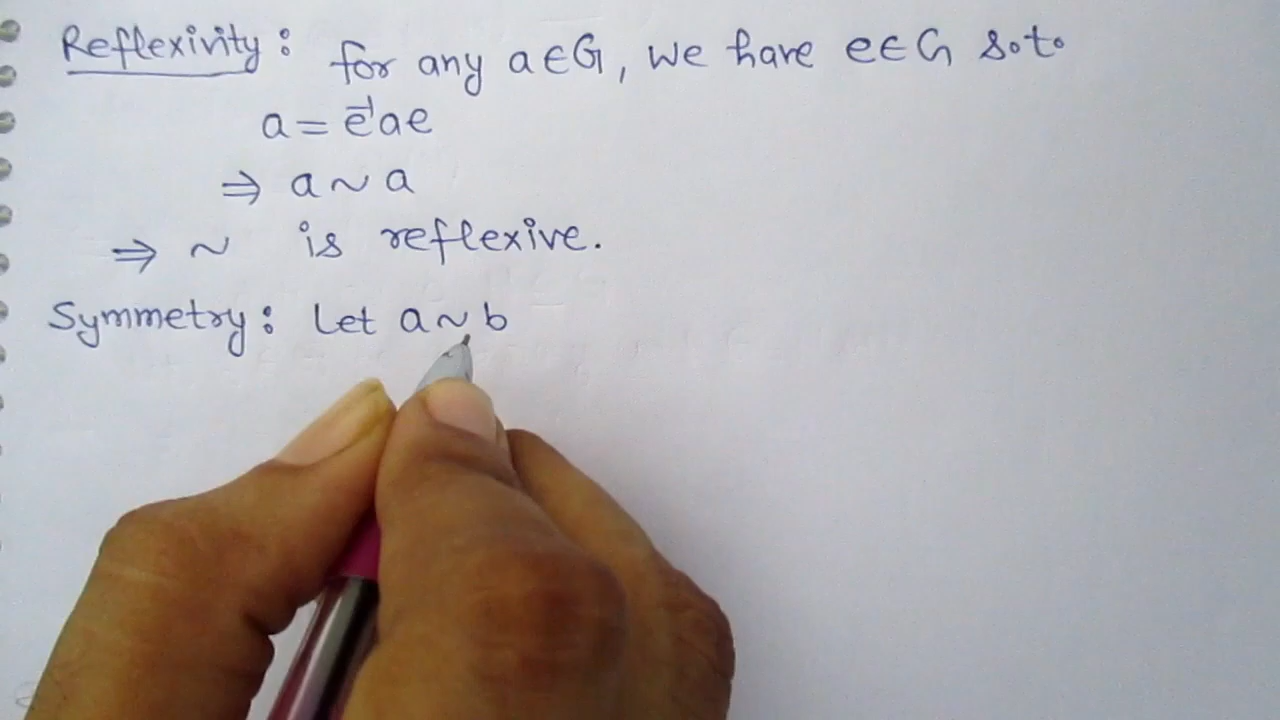 Reflexivity: for any a∈G, we have e∈G s.t.
a = e⁻¹ae
⇒ a ~ a
⇒ ~ is reflexive.
Symmetry: Let a ~ b